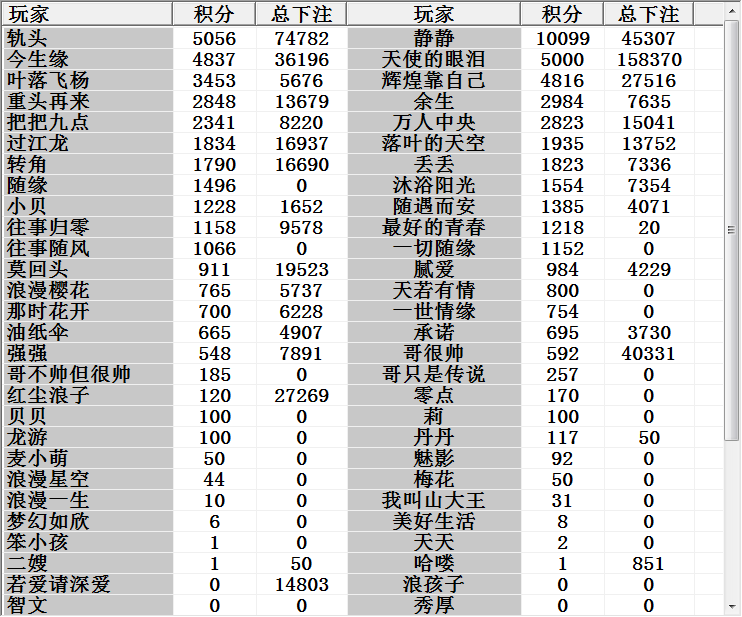 玩家 积分 总下注 玩家 积分 总下注
轨头 5056 74782 静静 10099 45307
今生缘 4837 36196 天使的眼泪 5000 158370
叶落飞杨 3453 5676 辉煌靠自己 4816 27516
重头再来 2848 13679 余生 2984 7635
把把九点 2341 8220 万人中央 2823 15041
过江龙 1834 16937 落叶的天空 1935 13752
转角 1790 16690 丢丢 1823 7336
随缘 1496 0 沐浴阳光 1554 7354
小贝 1228 1652 随遇而安 1385 4071
往事归零 1158 9578 最好的青春 1218 20
往事随风 1066 0 一切随缘 1152 0
莫回头 911 19523 腻爱 984 4229
浪漫樱花 765 5737 天若有情 800 0
那时花开 700 6228 一世情缘 754 0
油纸伞 665 4907 承诺 695 3730
强强 548 7891 哥很帅 592 40331
哥不帅但很帅 185 0 哥只是传说 257 0
红尘浪子 120 27269 零点 170 0
贝贝 100 0 莉 100 0
龙游 100 0 丹丹 117 50
麦小萌 50 0 魅影 92 0
浪漫星空 44 0 梅花 50 0
浪漫一生 10 0 我叫山大王 31 0
梦幻如欣 6 0 美好生活 8 0
笨小孩 1 0 天天 2 0
二嫂 1 50 哈喽 1 851
若爱请深爱 0 14803 浪孩子 0 0
智文 0 0 秀厚 0 0